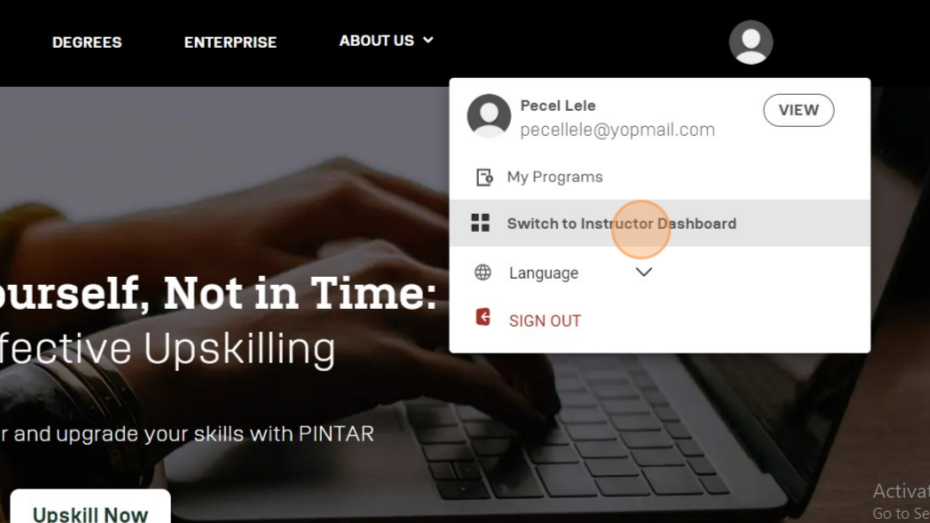 DEGREES ENTERPRISE ABOUT US
Pecel Lele
pecellele@yopmail.com
VIEW
My Programs
Switch to Instructor Dashboard
Language
SIGN OUT
ourself, Not in Time:
fective Upskilling
r and upgrade your skills with PINTAR
Upskill Now
Activat
Go to Se